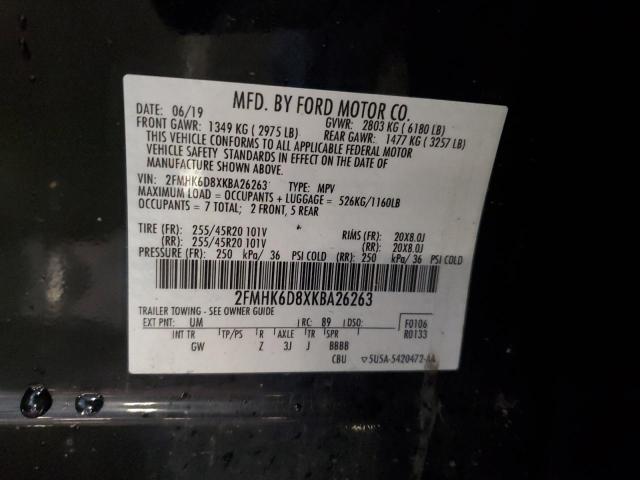 MFD. BY FORD MOTOR CO.
DATE: 06/19 GVWR: 2803 KG ( 6180 LB)
FRONT GAWR: 1349 KG ( 2975 LB) REAR GAWR: 1477 KG ( 3257 LB)
THIS VEHICLE CONFORMS TO ALL APPLICABLE FEDERAL MOTOR
VEHICLE SAFETY STANDARDS IN EFFECT ON THE DATE OF
MANUFACTURE SHOWN ABOVE.
VIN: 2FMHK6D8XKBA26263 TYPE: MPV
MAXIMUM LOAD = OCCUPANTS + LUGGAGE = 526KG/1160LB
OCCUPANTS = 7 TOTAL; 2 FRONT, 5 REAR
TIRE (FR): 255/45R20 101V RIMS (FR): 20X8.0J
(RR): 255/45R20 101V (RR): 20X8.0J
PRESSURE (FR): 250 kPa/ 36 PSI COLD (RR): 250 kPa/ 36 PSI COLD
2FMHK6D8XKBA26263
TRAILER TOWING - SEE OWNER GUIDE
EXT PNT: UM RC: 89 DSO: F0106
R0133
INT TR TP/PS R AXLE TR SPR
GW Z 3J J BBBB
CBU 5U5A-5420472-AA